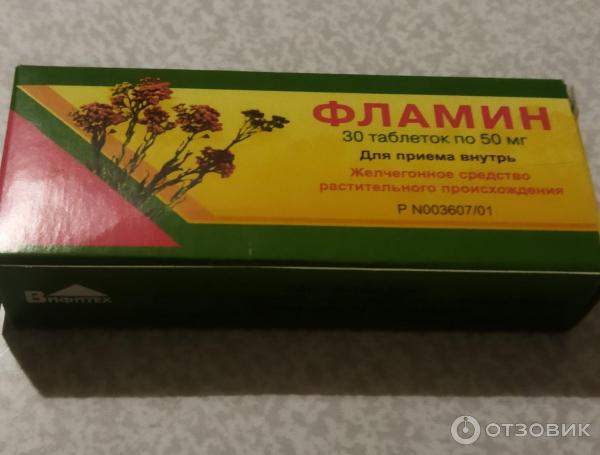 ФЛАМИН
30 таблеток по 50 мг
Для приема внутрь
Желчегонное средство
растительного происхождения
Р N003607/01
ВИФИТЕХ
ОТЗОВИК